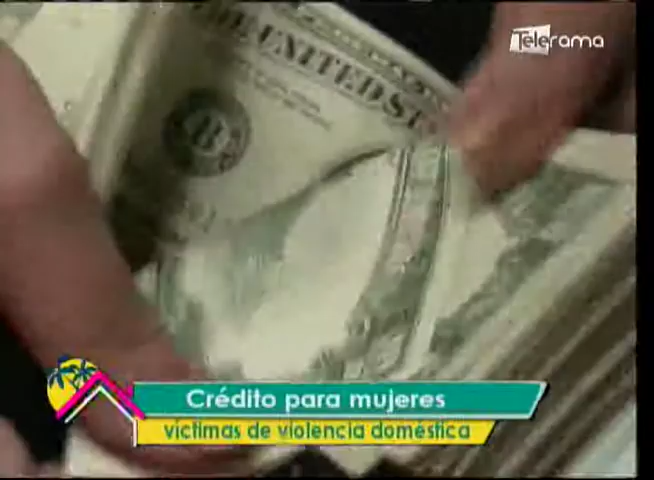 Telerama
UNITED ST
B
Crédito para mujeres
víctimas de violencia doméstica